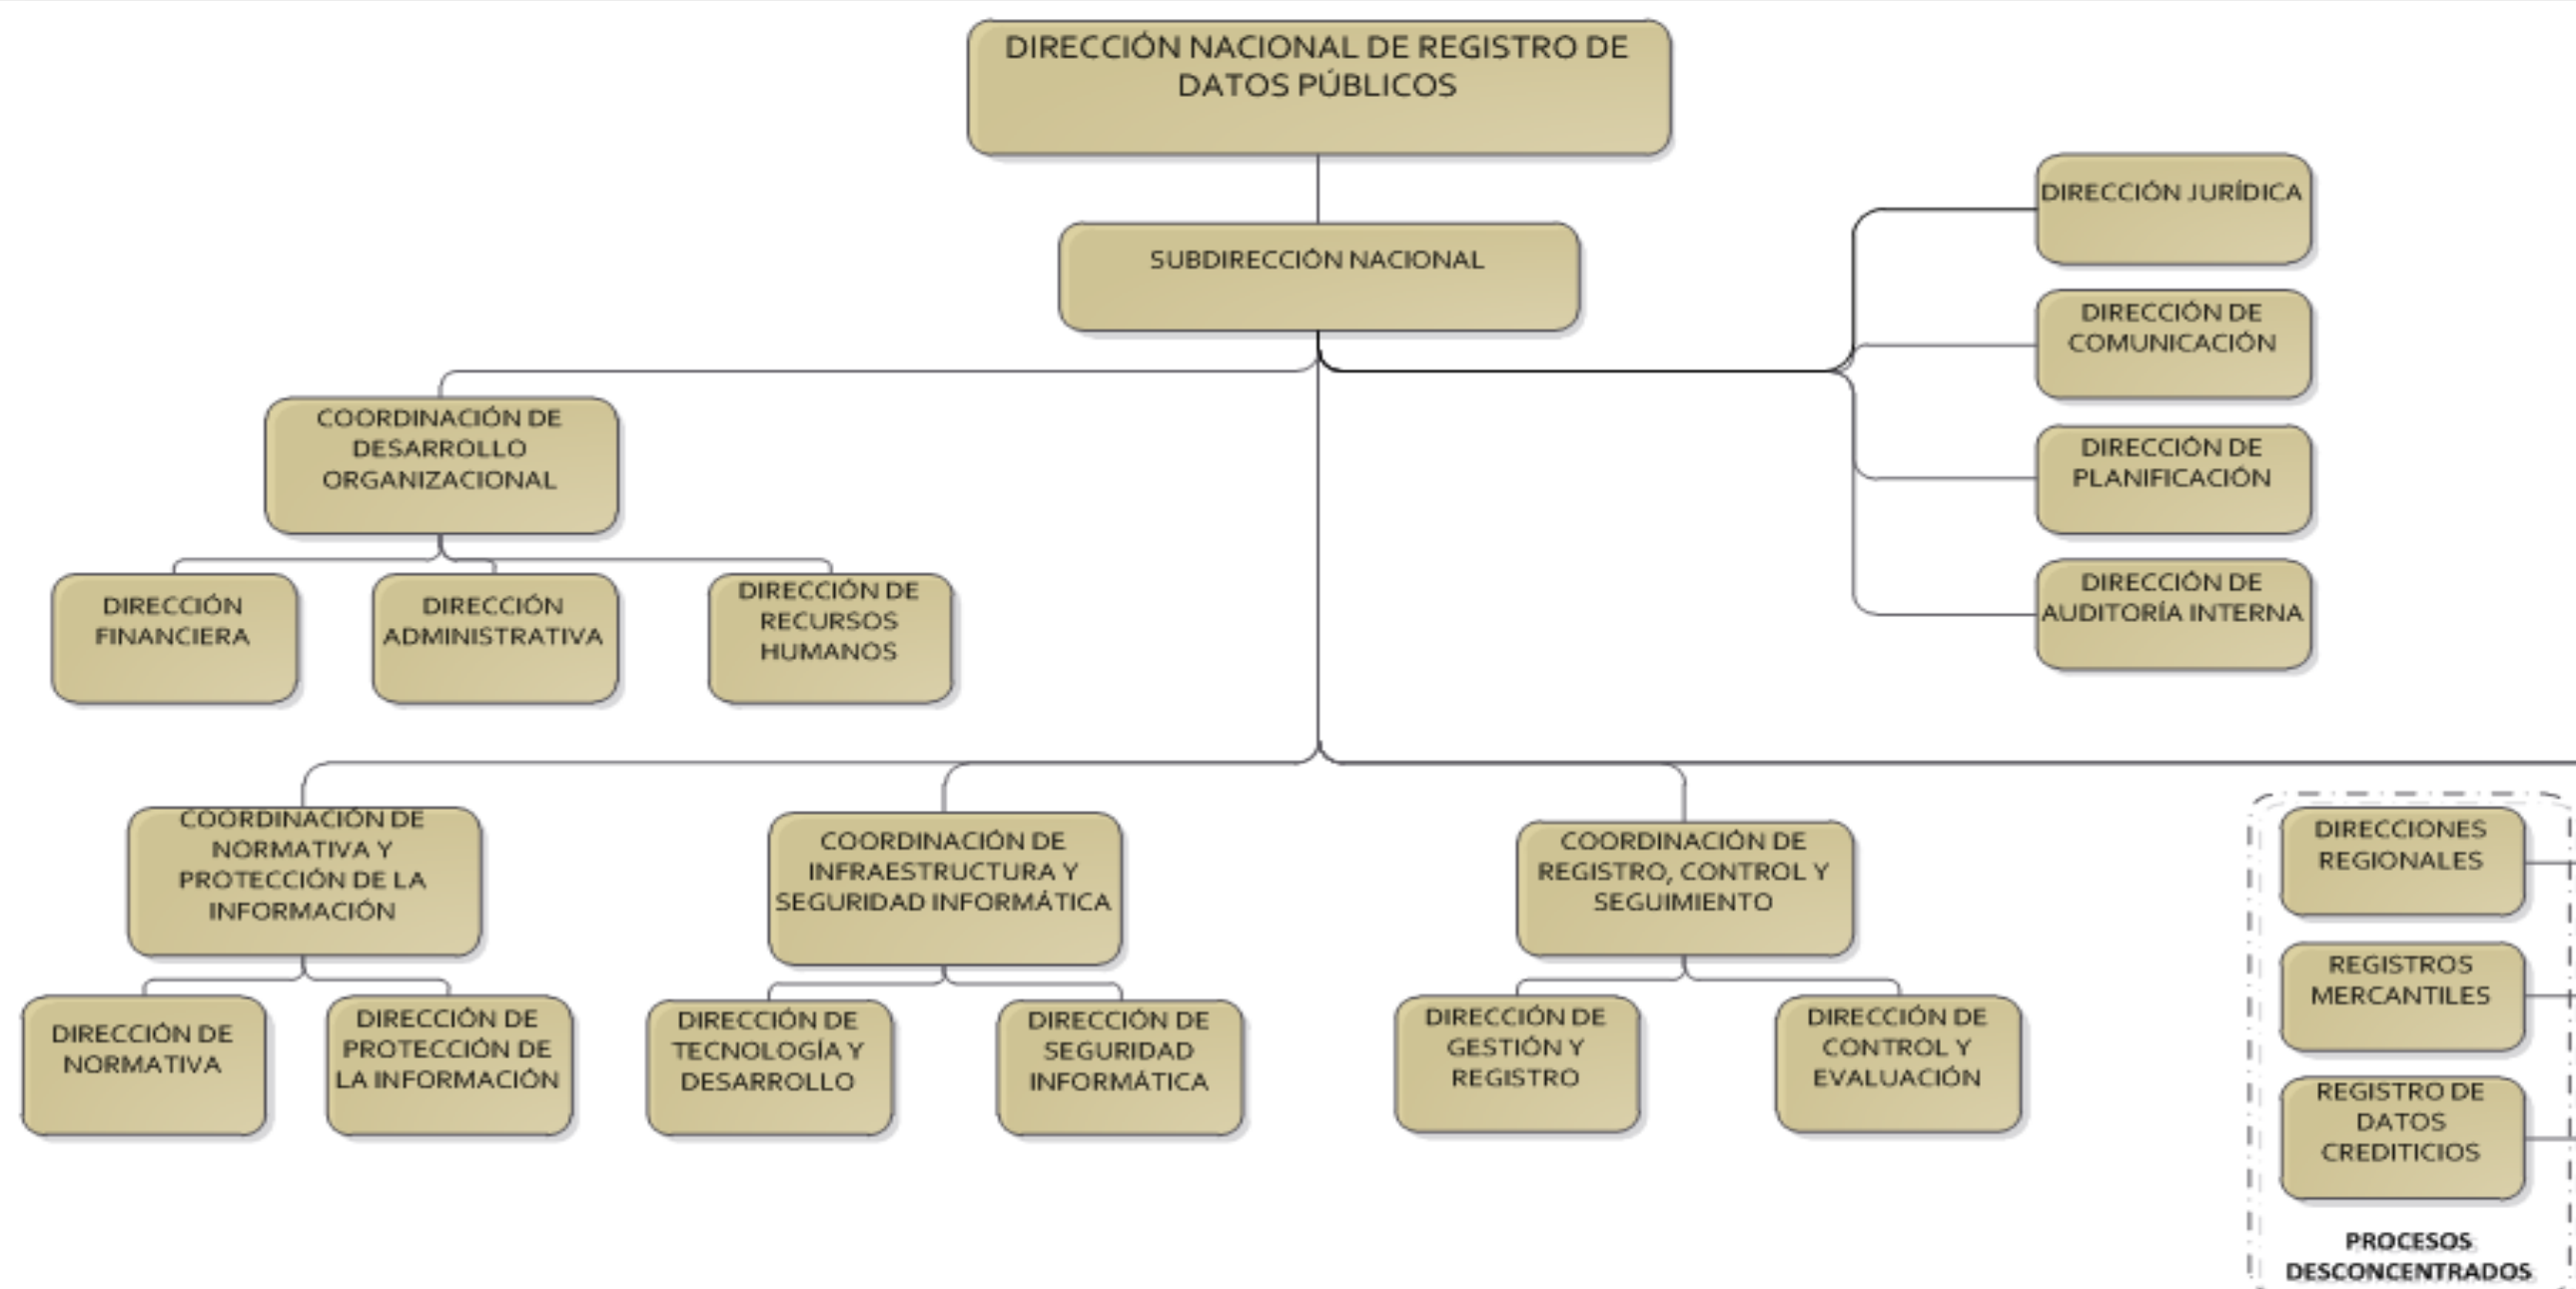 DIRECCIÓN NACIONAL DE REGISTRO DE
DATOS PÚBLICOS
SUBDIRECCIÓN NACIONAL
DIRECCIÓN JURÍDICA
DIRECCIÓN DE
COMUNICACIÓN
DIRECCIÓN DE
PLANIFICACIÓN
DIRECCIÓN DE
AUDITORÍA INTERNA
COORDINACIÓN DE
DESARROLLO
ORGANIZACIONAL
DIRECCIÓN
FINANCIERA
DIRECCIÓN
ADMINISTRATIVA
DIRECCIÓN DE
RECURSOS
HUMANOS
COORDINACIÓN DE
NORMATIVA Y
PROTECCIÓN DE LA
INFORMACIÓN
DIRECCIÓN DE
NORMATIVA
DIRECCIÓN DE
PROTECCIÓN DE
LA INFORMACIÓN
COORDINACIÓN DE
INFRAESTRUCTURA Y
SEGURIDAD INFORMÁTICA
DIRECCIÓN DE
TECNOLOGÍA Y
DESARROLLO
DIRECCIÓN DE
SEGURIDAD
INFORMÁTICA
COORDINACIÓN DE
REGISTRO, CONTROL Y
SEGUIMIENTO
DIRECCIÓN DE
GESTIÓN Y
REGISTRO
DIRECCIÓN DE
CONTROL Y
EVALUACIÓN
DIRECCIONES
REGIONALES
REGISTROS
MERCANTILES
REGISTRO DE
DATOS
CREDITICIOS
PROCESOS
DESCONCENTRADOS